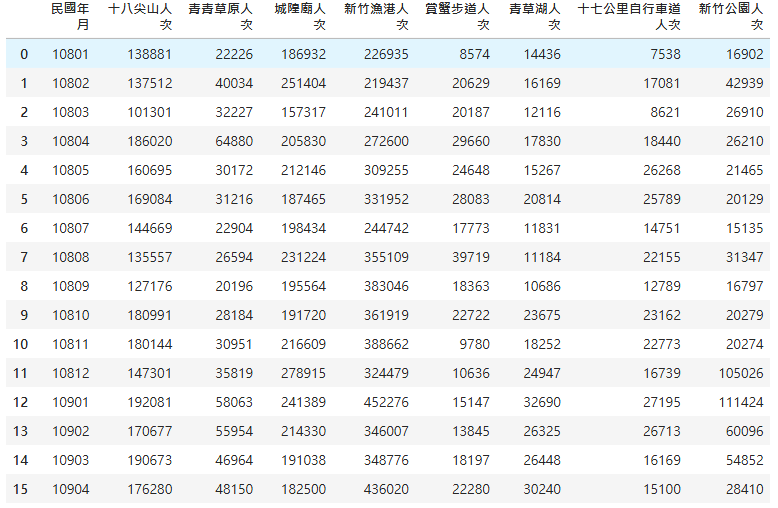 民國年 十八尖山人 青青草原人 城隍廟人 新竹漁港人 賞蟹步道人 青草湖人 十七公里自行車道 新竹公園人
月 次 次 次 次 次 次 人次 次
0 10801 138881 22226 186932 226935 8574 14436 7538 16902
1 10802 137512 40034 251404 219437 20629 16169 17081 42939
2 10803 101301 32227 157317 241011 20187 12116 8621 26910
3 10804 186020 64880 205830 272600 29660 17830 18440 26210
4 10805 160695 30172 212146 309255 24648 15267 26268 21465
5 10806 169084 31216 187465 331952 28083 20814 25789 20129
6 10807 144669 22904 198434 244742 17773 11831 14751 15135
7 10808 135557 26594 231224 355109 39719 11184 22155 31347
8 10809 127176 20196 195564 383046 18363 10686 12789 16797
9 10810 180991 28184 191720 361919 22722 23675 23162 20279
10 10811 180144 30951 216609 388662 9780 18252 22773 20274
11 10812 147301 35819 278915 324479 10636 24947 16739 105026
12 10901 192081 58063 241389 452276 15147 32690 27195 111424
13 10902 170677 55954 214330 346007 13845 26325 26713 60096
14 10903 190673 46964 191038 348776 18197 26448 16169 54852
15 10904 176280 48150 182500 436020 22280 30240 15100 28410